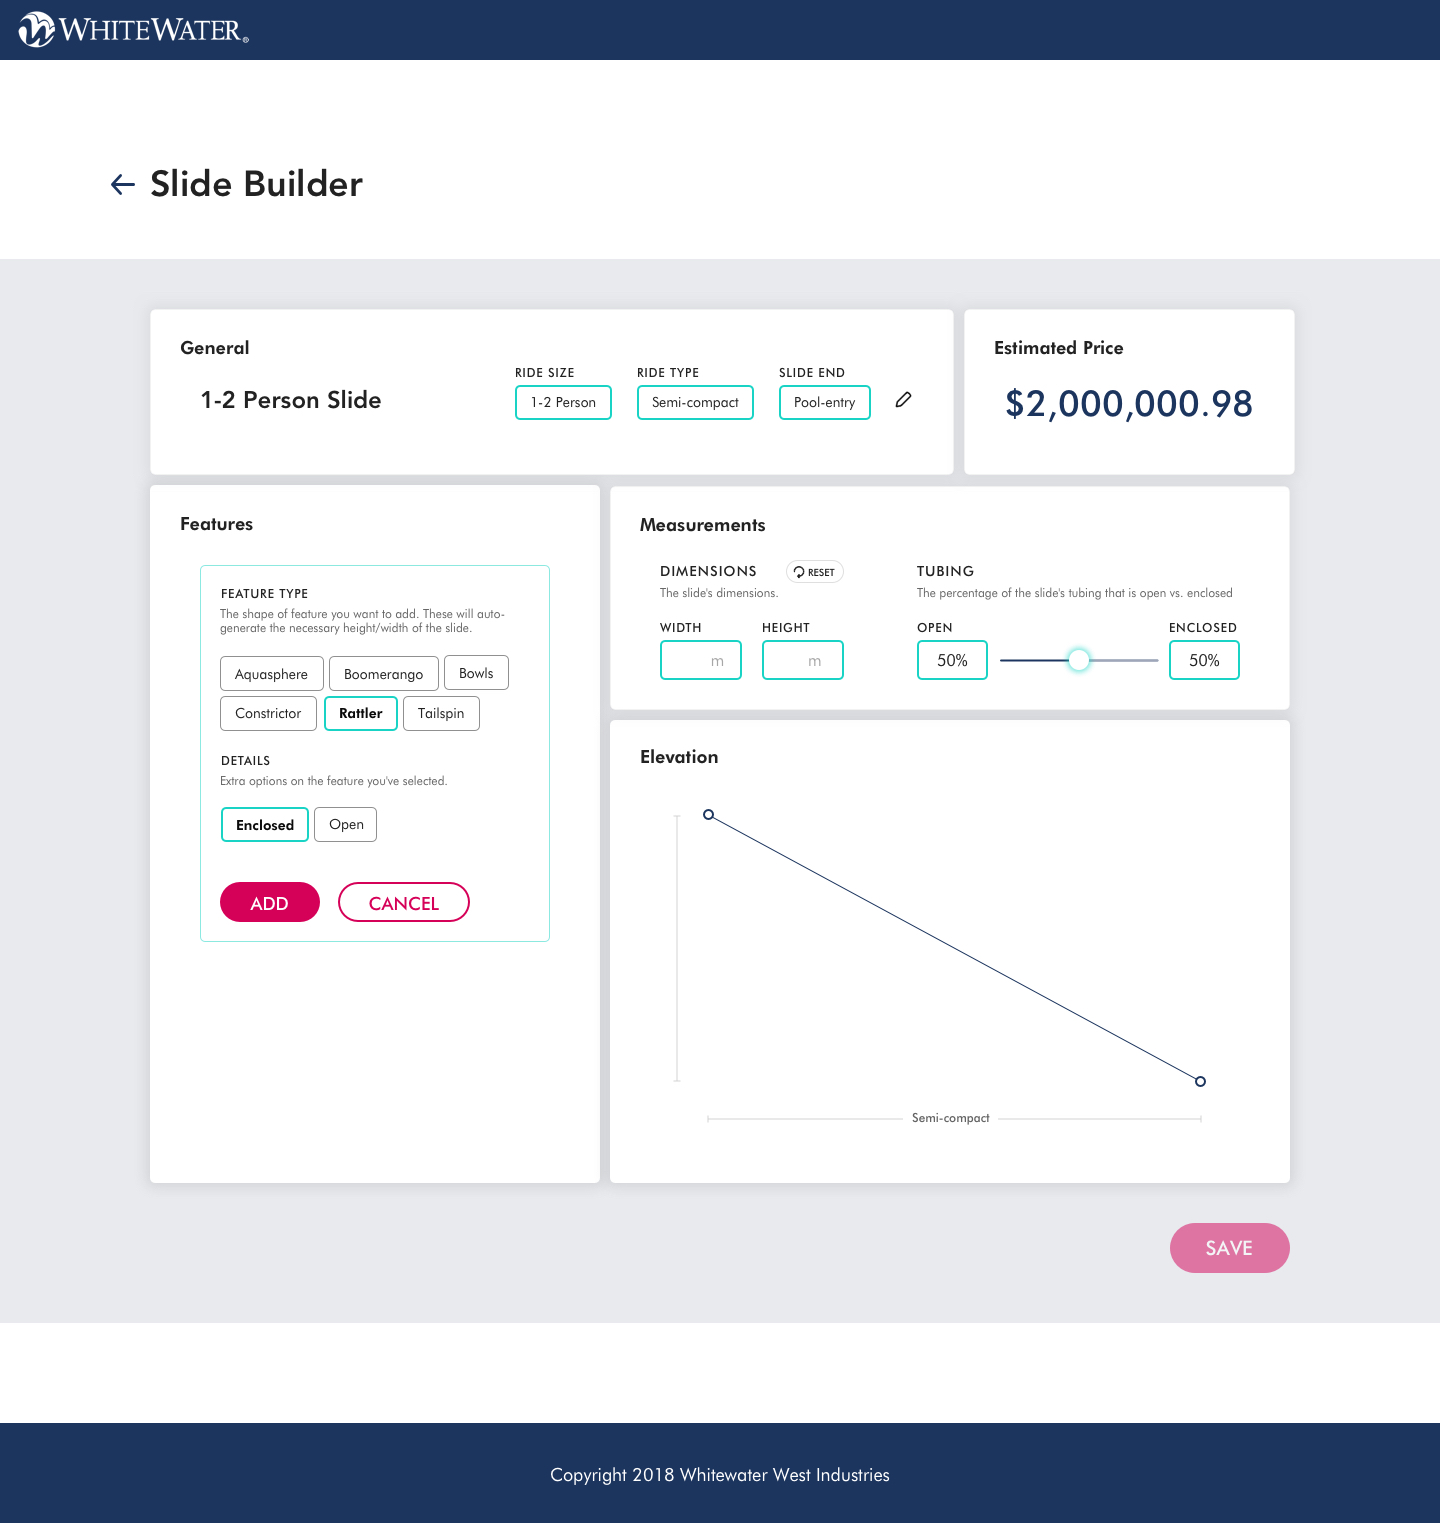 WHITEWATER®
Slide Builder
General
1-2 Person Slide
RIDE SIZE
1-2 Person
RIDE TYPE
Semi-compact
SLIDE END
Pool-entry
Estimated Price
$2,000,000.98
Features
FEATURE TYPE
The shape of feature you want to add. These will auto-
generate the necessary height/width of the slide.
Aquasphere
Boomerango
Bowls
Constrictor
Rattler
Tailspin
DETAILS
Extra options on the feature you've selected.
Enclosed
Open
ADD
CANCEL
Measurements
DIMENSIONS
RESET
The slide's dimensions.
WIDTH
m
HEIGHT
m
TUBING
The percentage of the slide's tubing that is open vs. enclosed
OPEN
50%
ENCLOSED
50%
Elevation
Semi-compact
SAVE
Copyright 2018 Whitewater West Industries